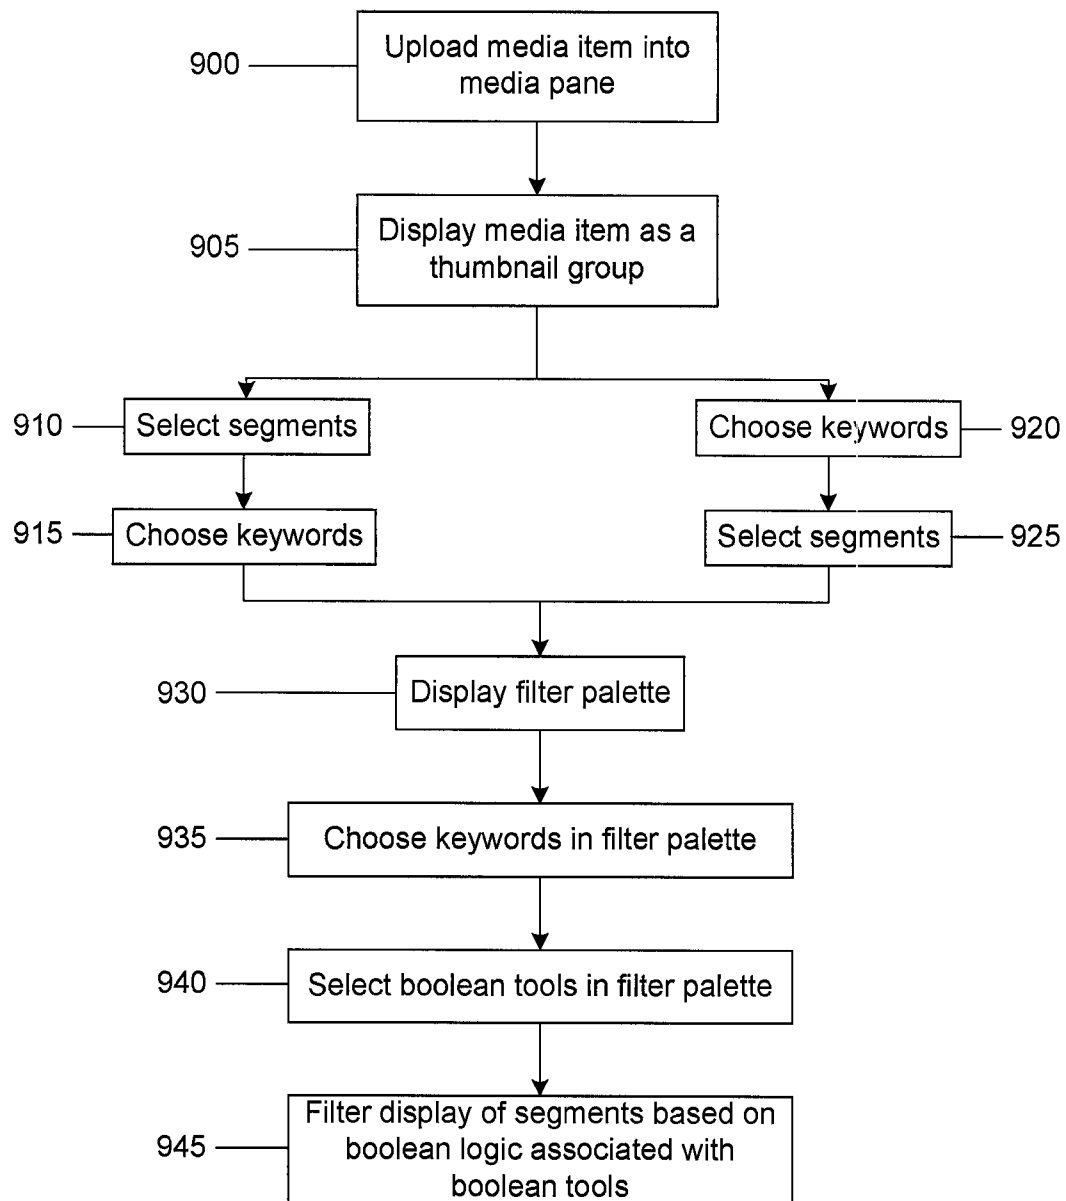 900
Upload media item into
media pane
905
Display media item as a
thumbnail group
910
Select segments
Choose keywords
920
915
Choose keywords
Select segments
925
930
Display filter palette
935
Choose keywords in filter palette
940
Select boolean tools in filter palette
945
Filter display of segments based on
boolean logic associated with
boolean tools